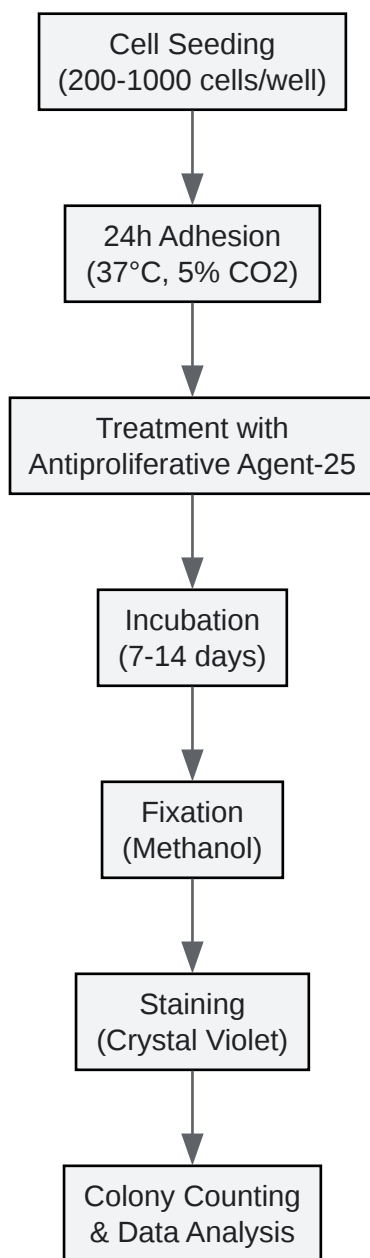 Cell Seeding
(200-1000 cells/well)
24h Adhesion
(37°C, 5% CO2)
Treatment with
Antiproliferative Agent-25
Incubation
(7-14 days)
Fixation
(Methanol)
Staining
(Crystal Violet)
Colony Counting
& Data Analysis